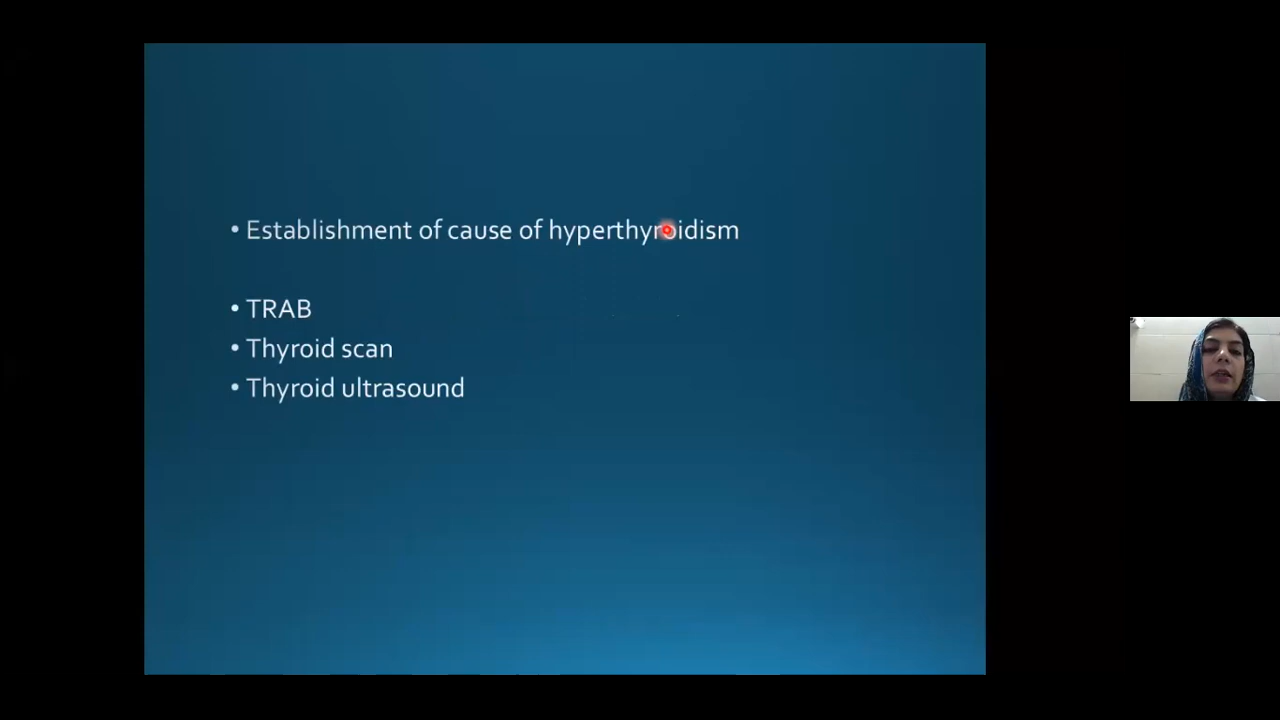 • Establishment of cause of hyperthyroidism
• TRAB
• Thyroid scan
• Thyroid ultrasound